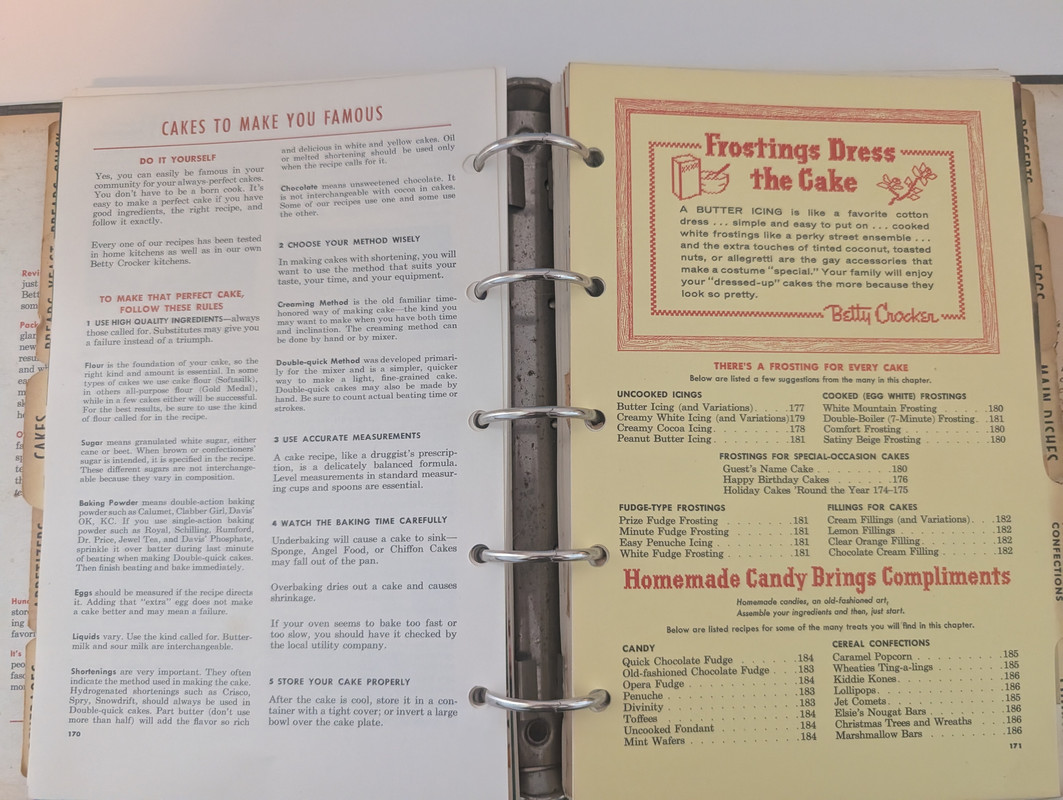 CAKES TO MAKE YOU FAMOUS
DO IT YOURSELF
Yes, you can easily be famous in your
community for your always-perfect cakes.
You don't have to be a born cook. It's
easy to make a perfect cake if you have
good ingredients, the right recipe, and
follow it exactly.
Every one of our recipes has been tested
in home kitchens as well as in our own
Betty Crocker kitchens.
TO MAKE THAT PERFECT CAKE,
FOLLOW THESE RULES
1 USE HIGH QUALITY INGREDIENTS—always
those called for. Substitutes may give you
a failure instead of a triumph.
Flour is the foundation of your cake, so the
right kind and amount is essential. In some
types of cakes we use cake flour (Softasilk),
in others all-purpose flour (Gold Medal),
while in a few cakes either will be successful.
For the best results, be sure to use the kind
of flour called for in the recipe.
Sugar means granulated white sugar, either
cane or beet. When brown or confectioners'
sugar is intended, it is specified in the recipe.
These different sugars are not interchange-
able because they vary in composition.
Baking Powder means double-action baking
powder such as Calumet, Clabber Girl, Davis'
OK, KC. If you use single-action baking
powder such as Royal, Schilling, Rumford,
Dr. Price, Jewel Tea, and Davis' Phosphate,
sprinkle it over batter during last minute
of beating when making Double-quick cakes.
Then finish beating and bake immediately.
Eggs should be measured if the recipe directs
it. Adding that "extra" egg does not make
a cake better and may mean a failure.
Liquids vary. Use the kind called for. Butter-
milk and sour milk are interchangeable.
Shortenings are very important. They often
indicate the method used in making the cake.
Hydrogenated shortenings such as Crisco,
Spry, Snowdrift, should always be used in
Double-quick cakes. Part butter (don't use
more than half) will add the flavor so rich
170
and delicious in white and yellow cakes. Oil
or melted shortening should be used only
when the recipe calls for it.
Chocolate means unsweetened chocolate. It
is not interchangeable with cocoa in cakes.
Some of our recipes use one and some use
the other.
2 CHOOSE YOUR METHOD WISELY
In making cakes with shortening, you will
want to use the method that suits your
taste, your time, and your equipment.
Creaming Method is the old familiar time-
honored way of making cake—the kind you
may want to make when you have both time
and inclination. The creaming method can
be done by hand or by mixer.
Double-quick Method was developed primari-
ly for the mixer and is a simpler, quicker
way to make a light, fine-grained cake.
Double-quick cakes may also be made by
hand. Be sure to count actual beating time or
strokes.
3 USE ACCURATE MEASUREMENTS
A cake recipe, like a druggist's prescrip-
tion, is a delicately balanced formula.
Level measurements in standard measur-
ing cups and spoons are essential.
4 WATCH THE BAKING TIME CAREFULLY
Underbaking will cause a cake to sink—
Sponge, Angel Food, or Chiffon Cakes
may fall out of the pan.
Overbaking dries out a cake and causes
shrinkage.
If your oven seems to bake too fast or
too slow, you should have it checked by
the local utility company.
5 STORE YOUR CAKE PROPERLY
After the cake is cool, store it in a con-
tainer with a tight cover; or invert a large
bowl over the cake plate.
Frostings Dress
the Cake
A BUTTER ICING is like a favorite cotton
dress . . . simple and easy to put on . . . cooked
white frostings like a perky street ensemble . . .
and the extra touches of tinted coconut, toasted
nuts, or allegretti are the gay accessories that
make a costume "special." Your family will enjoy
your "dressed-up" cakes the more because they
look so pretty.
Betty Crocker
THERE'S A FROSTING FOR EVERY CAKE
Below are listed a few suggestions from the many in this chapter.
UNCOOKED ICINGS
Butter Icing (and Variations) . . . . 177
Creamy White Icing (and Variations)179
Creamy Cocoa Icing . . . . . . . 178
Peanut Butter Icing . . . . . . . 181
COOKED (EGG WHITE) FROSTINGS
White Mountain Frosting . . . . . 180
Double-Boiler (7-Minute) Frosting . 181
Comfort Frosting . . . . . . . . 180
Satiny Beige Frosting . . . . . . 180
FROSTINGS FOR SPECIAL-OCCASION CAKES
Guest's Name Cake . . . . . . . .180
Happy Birthday Cakes . . . . . . 176
Holiday Cakes 'Round the Year 174–175
FUDGE-TYPE FROSTINGS
Prize Fudge Frosting . . . . . . 181
Minute Fudge Frosting . . . . . 181
Easy Penuche Icing . . . . . . . 181
White Fudge Frosting . . . . . . 181
FILLINGS FOR CAKES
Cream Fillings (and Variations) . . . 182
Lemon Fillings . . . . . . . . . 182
Clear Orange Filling . . . . . . . 182
Chocolate Cream Filling . . . . . 182
Homemade Candy Brings Compliments
Homemade candies, an old-fashioned art,
Assemble your ingredients and then, just start.
Below are listed recipes for some of the many treats you will find in this chapter.
CANDY
Quick Chocolate Fudge . . . . . . 184
Old-fashioned Chocolate Fudge . . . 183
Opera Fudge . . . . . . . . . . 184
Penuche . . . . . . . . . . . . 183
Divinity . . . . . . . . . . . . 183
Toffees . . . . . . . . . . . . 184
Uncooked Fondant . . . . . . . . 184
Mint Wafers . . . . . . . . . . 184
CEREAL CONFECTIONS
Caramel Popcorn . . . . . . . . 185
Wheaties Ting-a-lings . . . . . . 185
Kiddie Kones . . . . . . . . . . 186
Lollipops . . . . . . . . . . . 186
Jet Comets . . . . . . . . . . . 185
Elsie's Nougat Bars . . . . . . . 186
Christmas Trees and Wreaths . . . 186
Marshmallow Bars . . . . . . . . 186
171
CAKES
EGGS
MAIN DISHES
CONFECTIONS